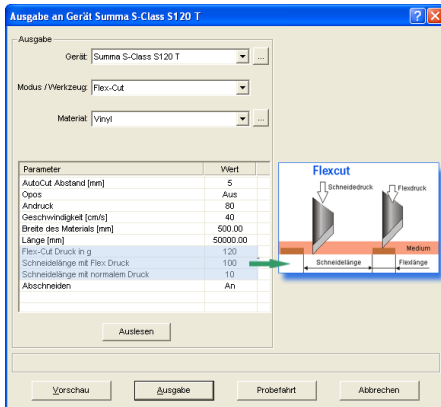 Ausgabe an Gerät Summa S-Class S120 T
Ausgabe
Gerät: Summa S-Class S120 T
...
Modus / Werkzeug: Flex-Cut
Material: Vinyl
...
Parameter Wert
AutoCut Abstand [mm] 5
Opos Aus
Andruck 80
Geschwindigkeit [cm/s] 40
Breite des Materials [mm] 500.00
Länge [mm] 50000.00
Flex-Cut Druck in g 120
Schneidelänge mit Flex Druck 100
Schneidelänge mit normalem Druck 10
Abschneiden An
Auslesen
Flexcut
Schneidedruck Flexdruck
Medium
Schneidelänge Flexlänge
Vorschau Ausgabe Probefahrt Abbrechen